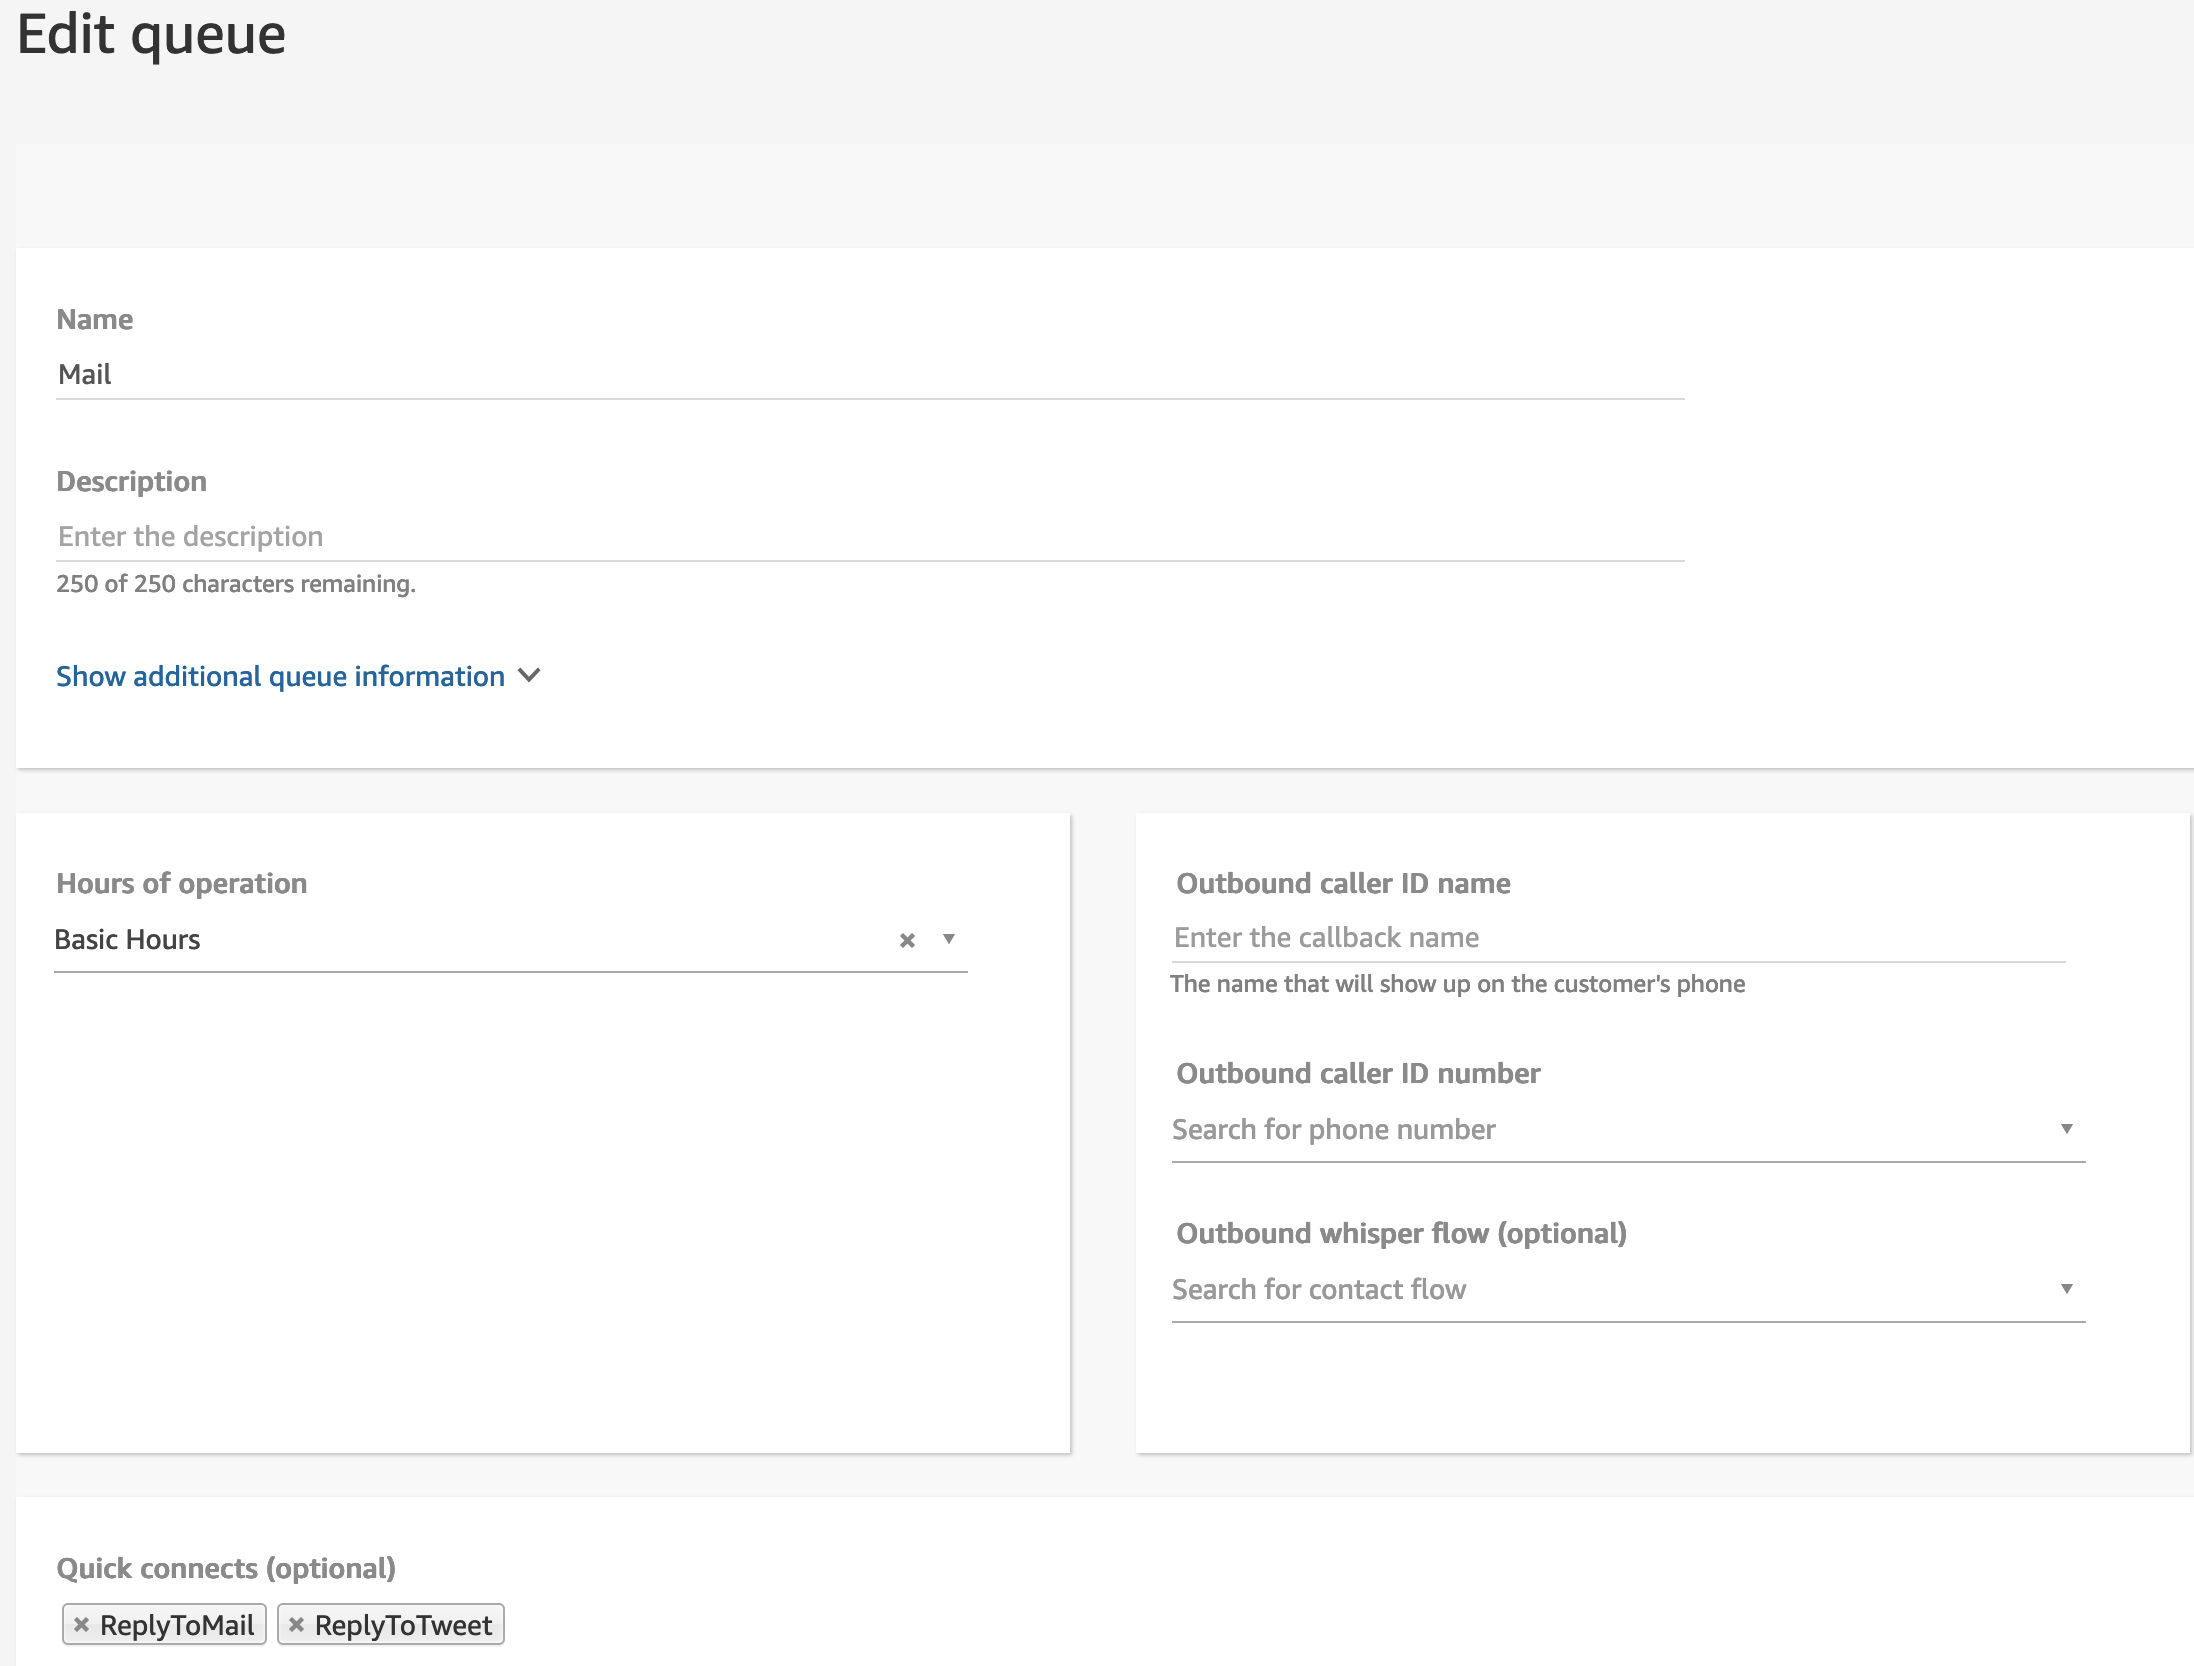 Edit queue
Name
Mail
Description
Enter the description
250 of 250 characters remaining.
Show additional queue information
Hours of operation
Basic Hours
Outbound caller ID name
Enter the callback name
The name that will show up on the customer's phone
Outbound caller ID number
Search for phone number
Outbound whisper flow (optional)
Search for contact flow
Quick connects (optional)
ReplyToMail ReplyToTweet